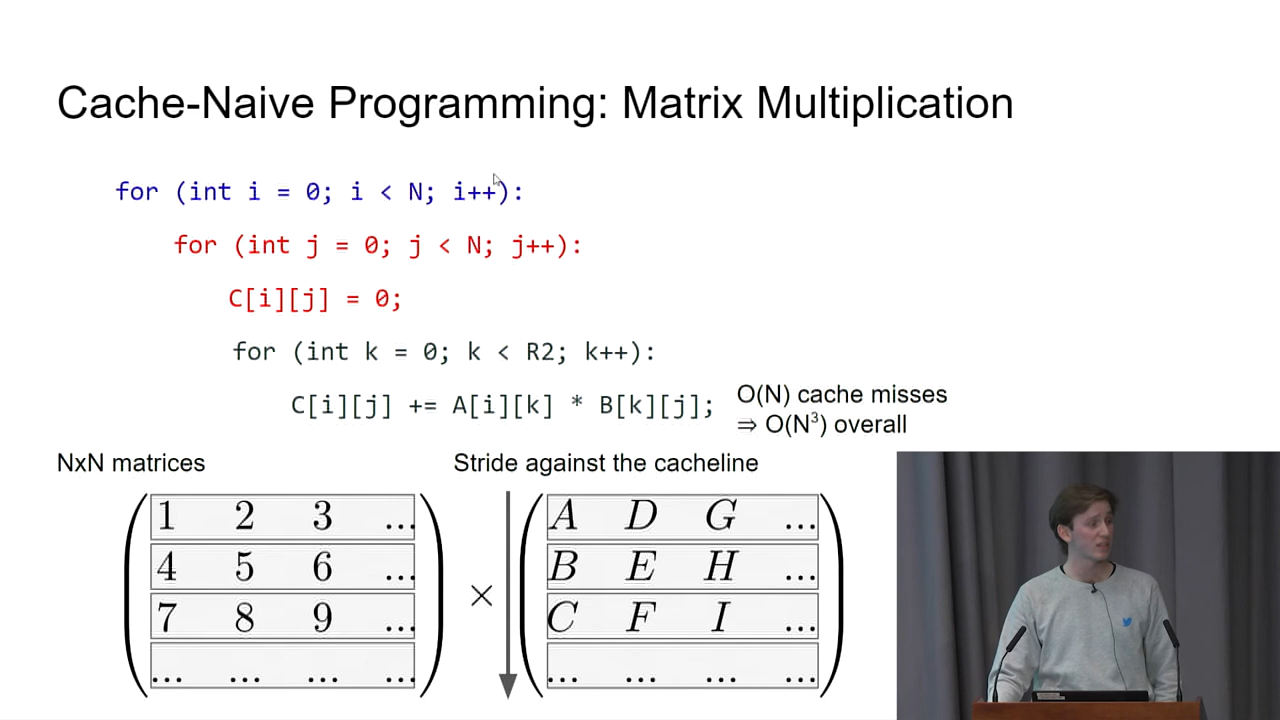 Cache-Naive Programming: Matrix Multiplication
for (int i = 0; i < N; i++):
for (int j = 0; j < N; j++):
C[i][j] = 0;
for (int k = 0; k < R2; k++):
C[i][j] += A[i][k] * B[k][j];
O(N) cache misses
⇒ O(N³) overall
NxN matrices
Stride against the cacheline
1 2 3 ...
4 5 6 ...
7 8 9 ...
... ... ... ...
×
A D G ...
B E H ...
C F I ...
... ... ... ...